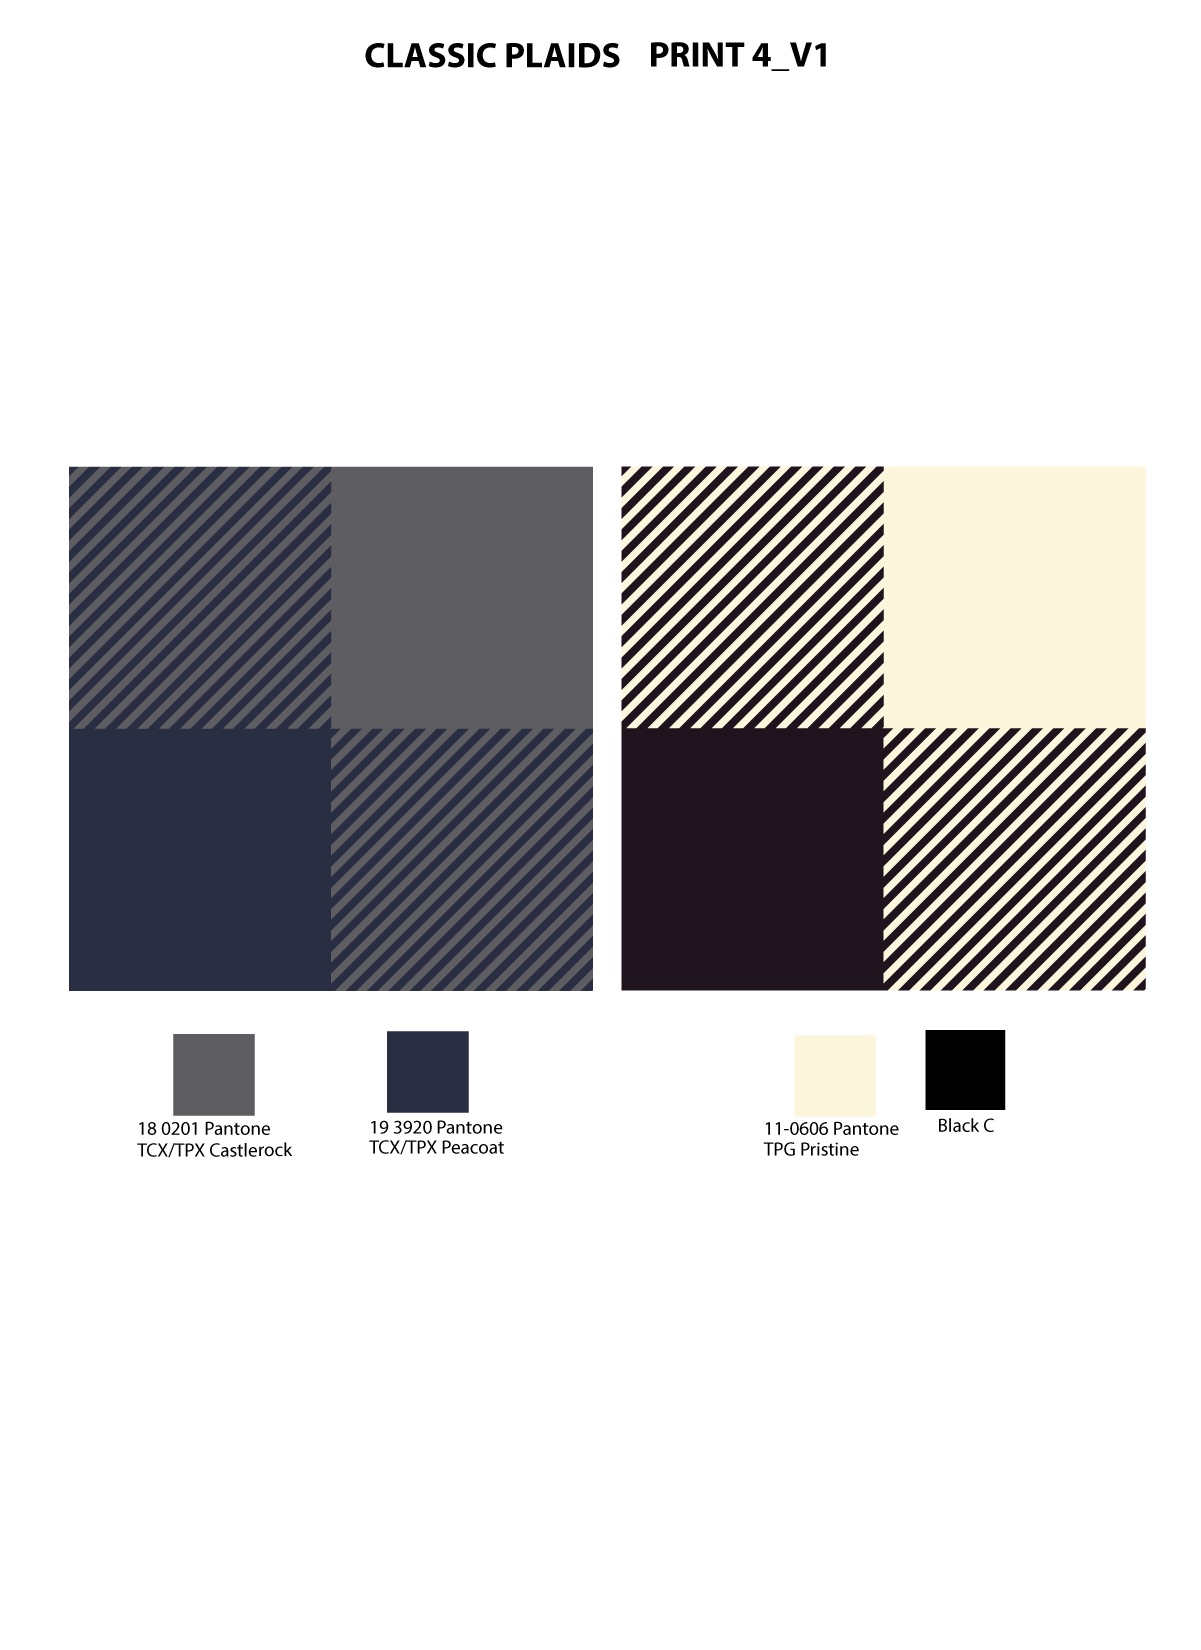 CLASSIC PLAIDS PRINT 4_V1
18 0201 Pantone
TCX/TPX Castlerock
19 3920 Pantone
TCX/TPX Peacoat
11-0606 Pantone
TPG Pristine
Black C